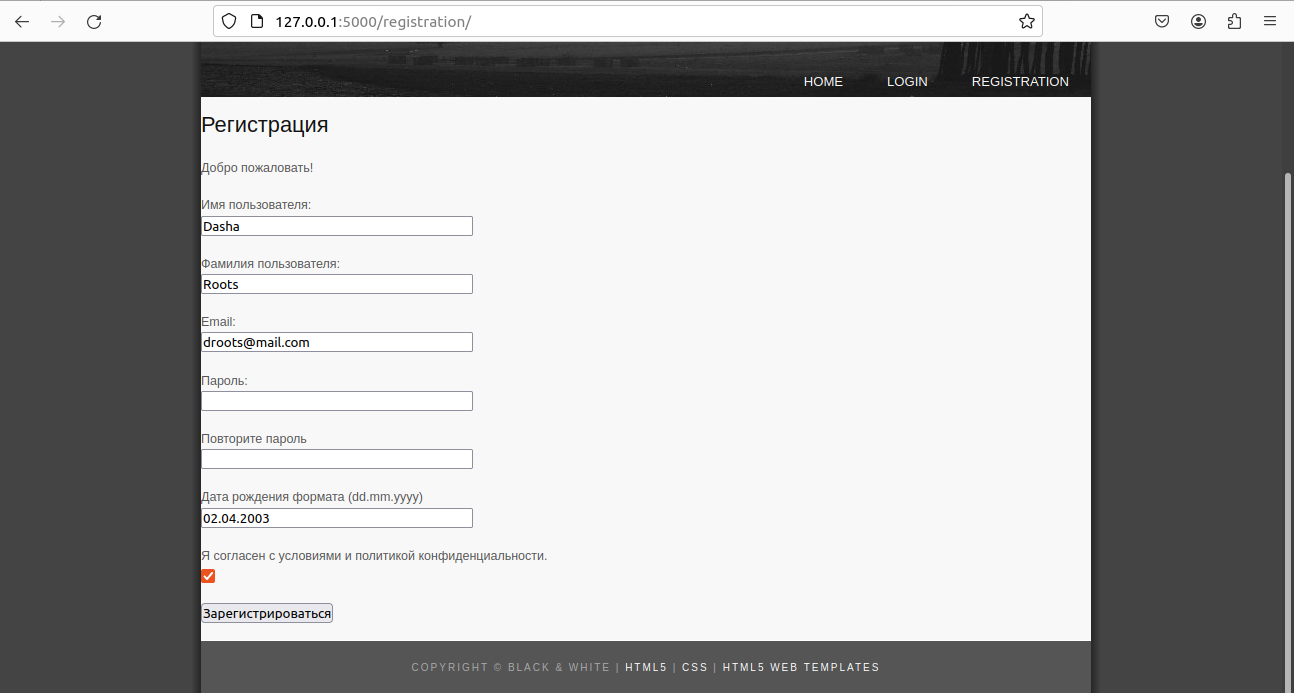 127.0.0.1:5000/registration/
HOME LOGIN REGISTRATION
Регистрация
Добро пожаловать!
Имя пользователя:
Dasha
Фамилия пользователя:
Roots
Email:
droots@mail.com
Пароль:
Повторите пароль
Дата рождения формата (dd.mm.yyyy)
02.04.2003
Я согласен с условиями и политикой конфиденциальности.
Зарегистрироваться
COPYRIGHT © BLACK & WHITE | HTML5 | CSS | HTML5 WEB TEMPLATES